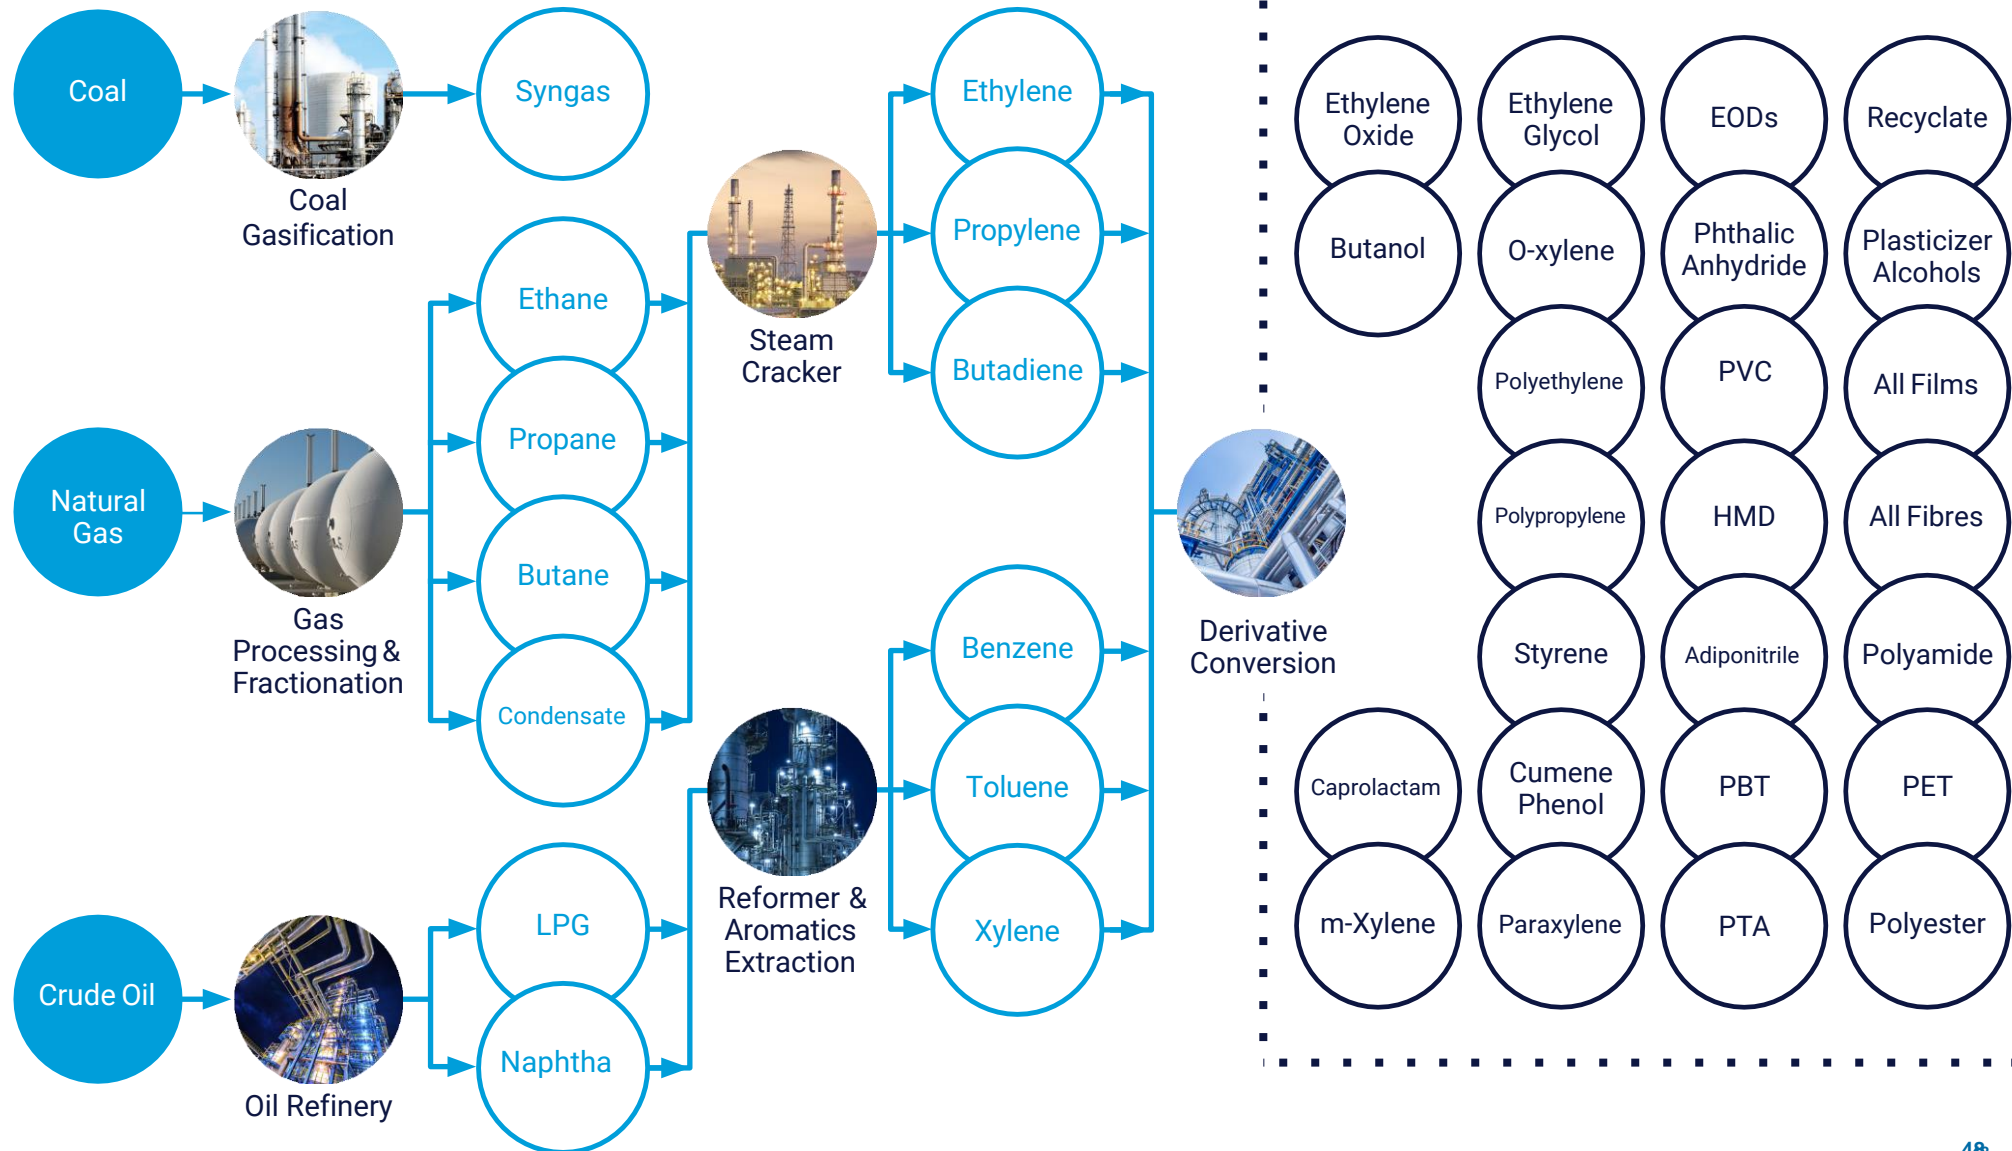 Coal
Coal
Gasification
Syngas
Natural
Gas
Gas
Processing &
Fractionation
Ethane
Propane
Butane
Condensate
Crude Oil
Oil Refinery
LPG
Naphtha
Steam
Cracker
Reformer &
Aromatics
Extraction
Ethylene
Propylene
Butadiene
Benzene
Toluene
Xylene
Derivative
Conversion
Ethylene
Oxide
Ethylene
Glycol
EODs
Recyclate
Butanol
O-xylene
Phthalic
Anhydride
Plasticizer
Alcohols
Polyethylene
PVC
All Films
Polypropylene
HMD
All Fibres
Styrene
Adiponitrile
Polyamide
Caprolactam
Cumene
Phenol
PBT
PET
m-Xylene
Paraxylene
PTA
Polyester